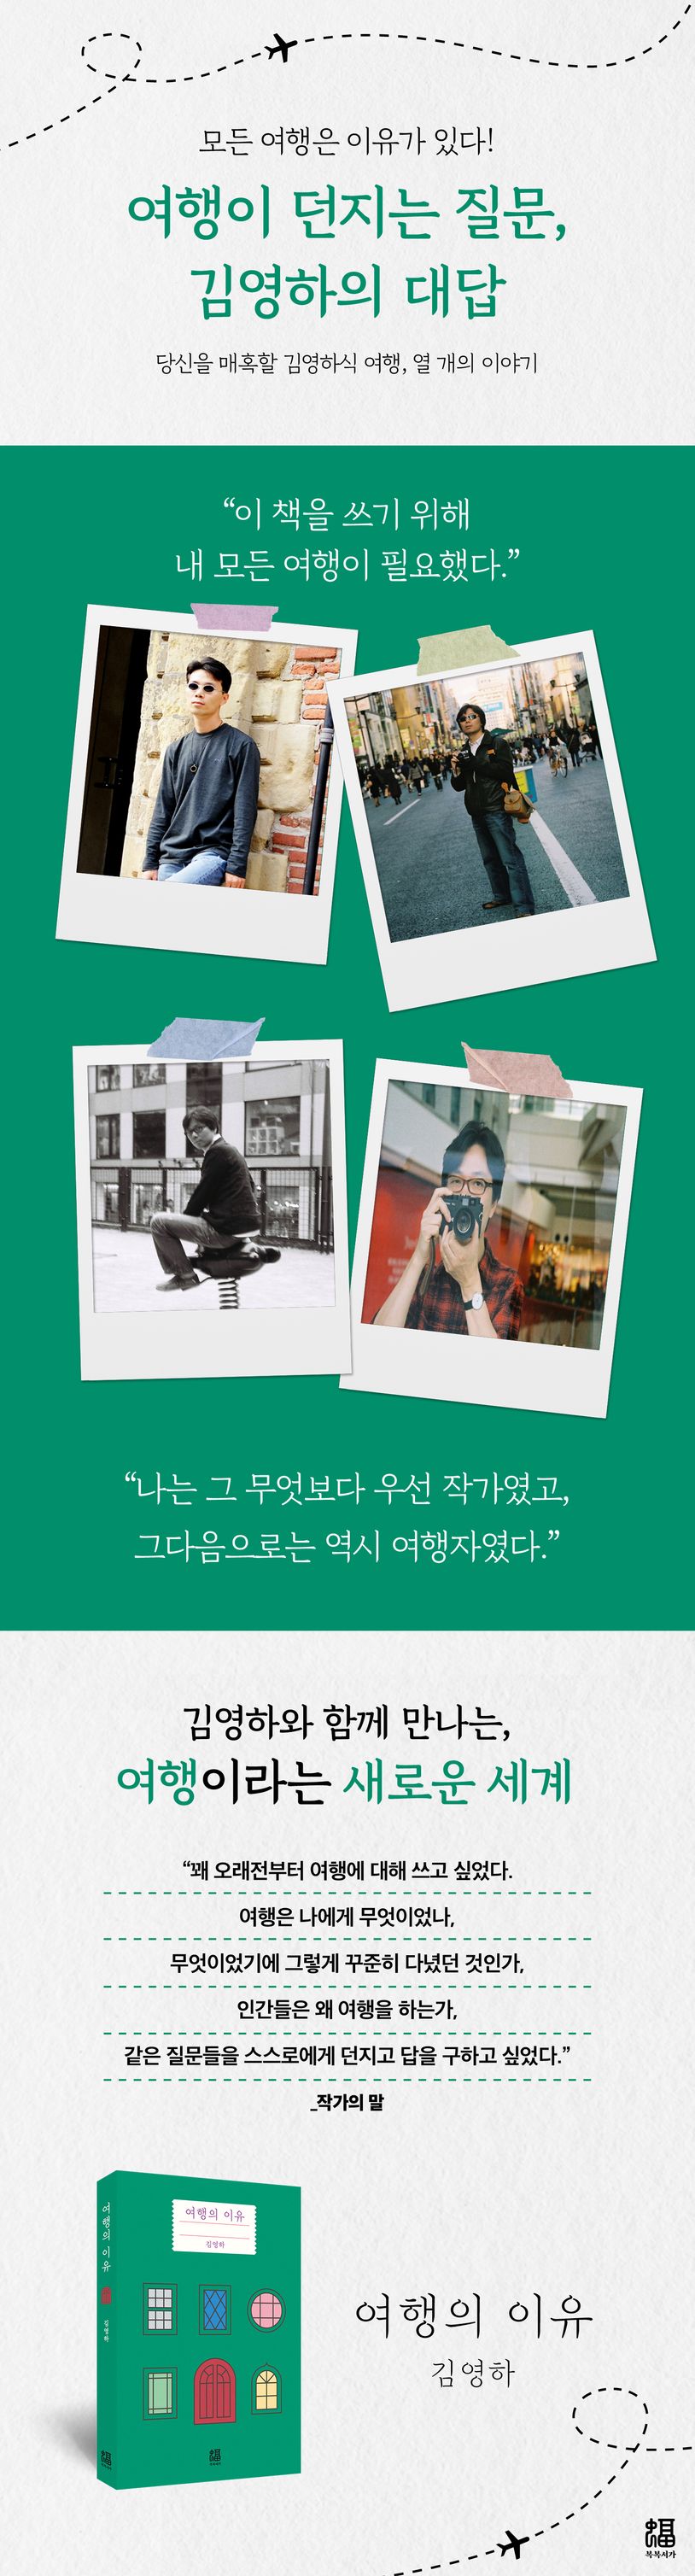 모든 여행은 이유가 있다!
여행이 던지는 질문,
김영하의 대답
당신을 매혹할 김영하식 여행, 열 개의 이야기
“이 책을 쓰기 위해
내 모든 여행이 필요했다.”
“나는 그 무엇보다 우선 작가였고,
그다음으로는 역시 여행자였다.”
김영하와 함께 만나는,
여행이라는 새로운 세계
“꽤 오래전부터 여행에 대해 쓰고 싶었다.
여행은 나에게 무엇이었나,
무엇이었기에 그렇게 꾸준히 다녔던 것인가,
인간들은 왜 여행을 하는가,
같은 질문들을 스스로에게 던지고 답을 구하고 싶었다.”
_작가의 말
여행의 이유
김영하
여행의 이유
김영하
여행의 이유
김영하
복복서가